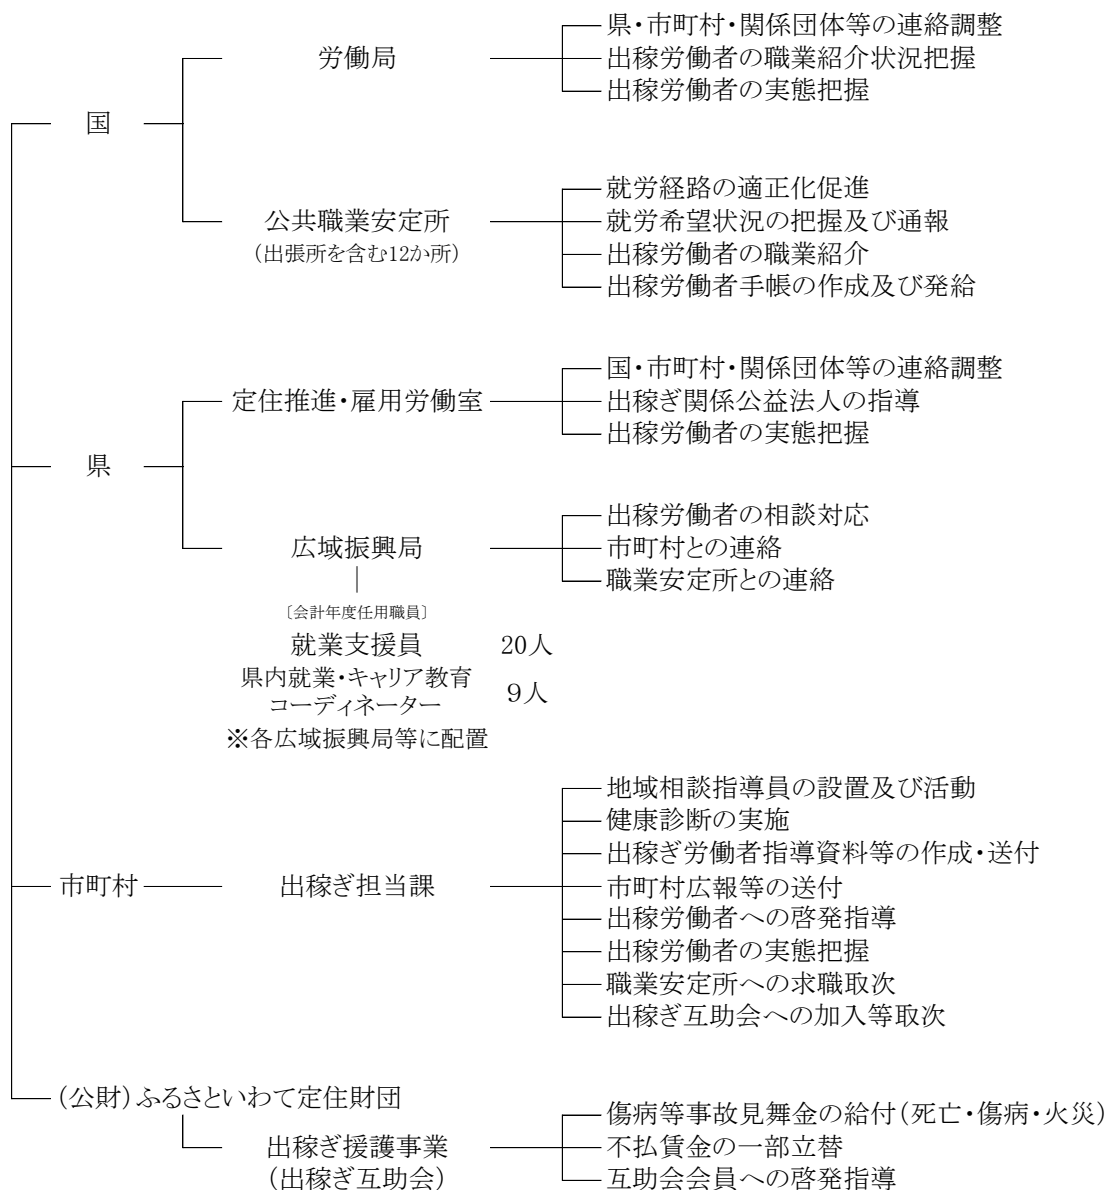 国
労働局
県・市町村・関係団体等の連絡調整
出稼労働者の職業紹介状況把握
出稼労働者の実態把握
公共職業安定所
（出張所を含む12か所）
就労経路の適正化促進
就労希望状況の把握及び通報
出稼労働者の職業紹介
出稼労働者手帳の作成及び発給
県
定住推進・雇用労働室
国・市町村・関係団体等の連絡調整
出稼ぎ関係公益法人の指導
出稼労働者の実態把握
広域振興局
出稼労働者の相談対応
市町村との連絡
職業安定所との連絡
〔会計年度任用職員〕
就業支援員 20人
県内就業・キャリア教育
コーディネーター
9人
※各広域振興局等に配置
市町村
出稼ぎ担当課
地域相談指導員の設置及び活動
健康診断の実施
出稼ぎ労働者指導資料等の作成・送付
市町村広報等の送付
出稼労働者への啓発指導
出稼労働者の実態把握
職業安定所への求職取次
出稼ぎ互助会への加入等取次
（公財）ふるさといわて定住財団
出稼ぎ援護事業
（出稼ぎ互助会）
傷病等事故見舞金の給付（死亡・傷病・火災）
不払賃金の一部立替
互助会会員への啓発指導